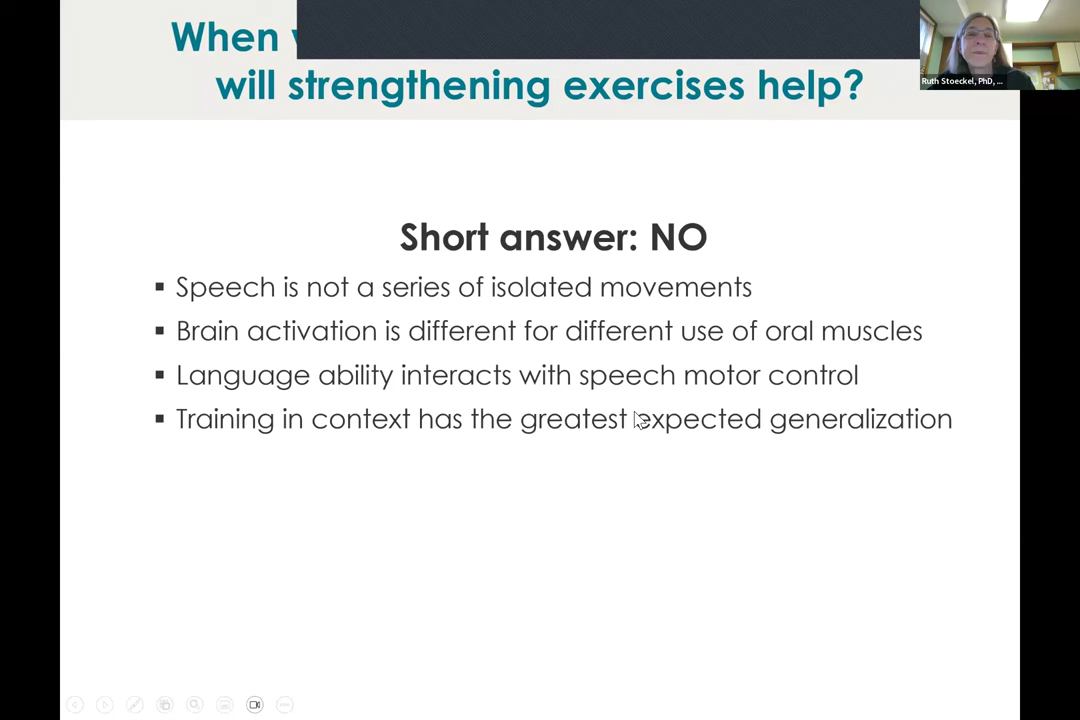 When
will strengthening exercises help?
Ruth Stoeckel, PhD, ...
Short answer: NO
▪ Speech is not a series of isolated movements
▪ Brain activation is different for different use of oral muscles
▪ Language ability interacts with speech motor control
▪ Training in context has the greatest expected generalization